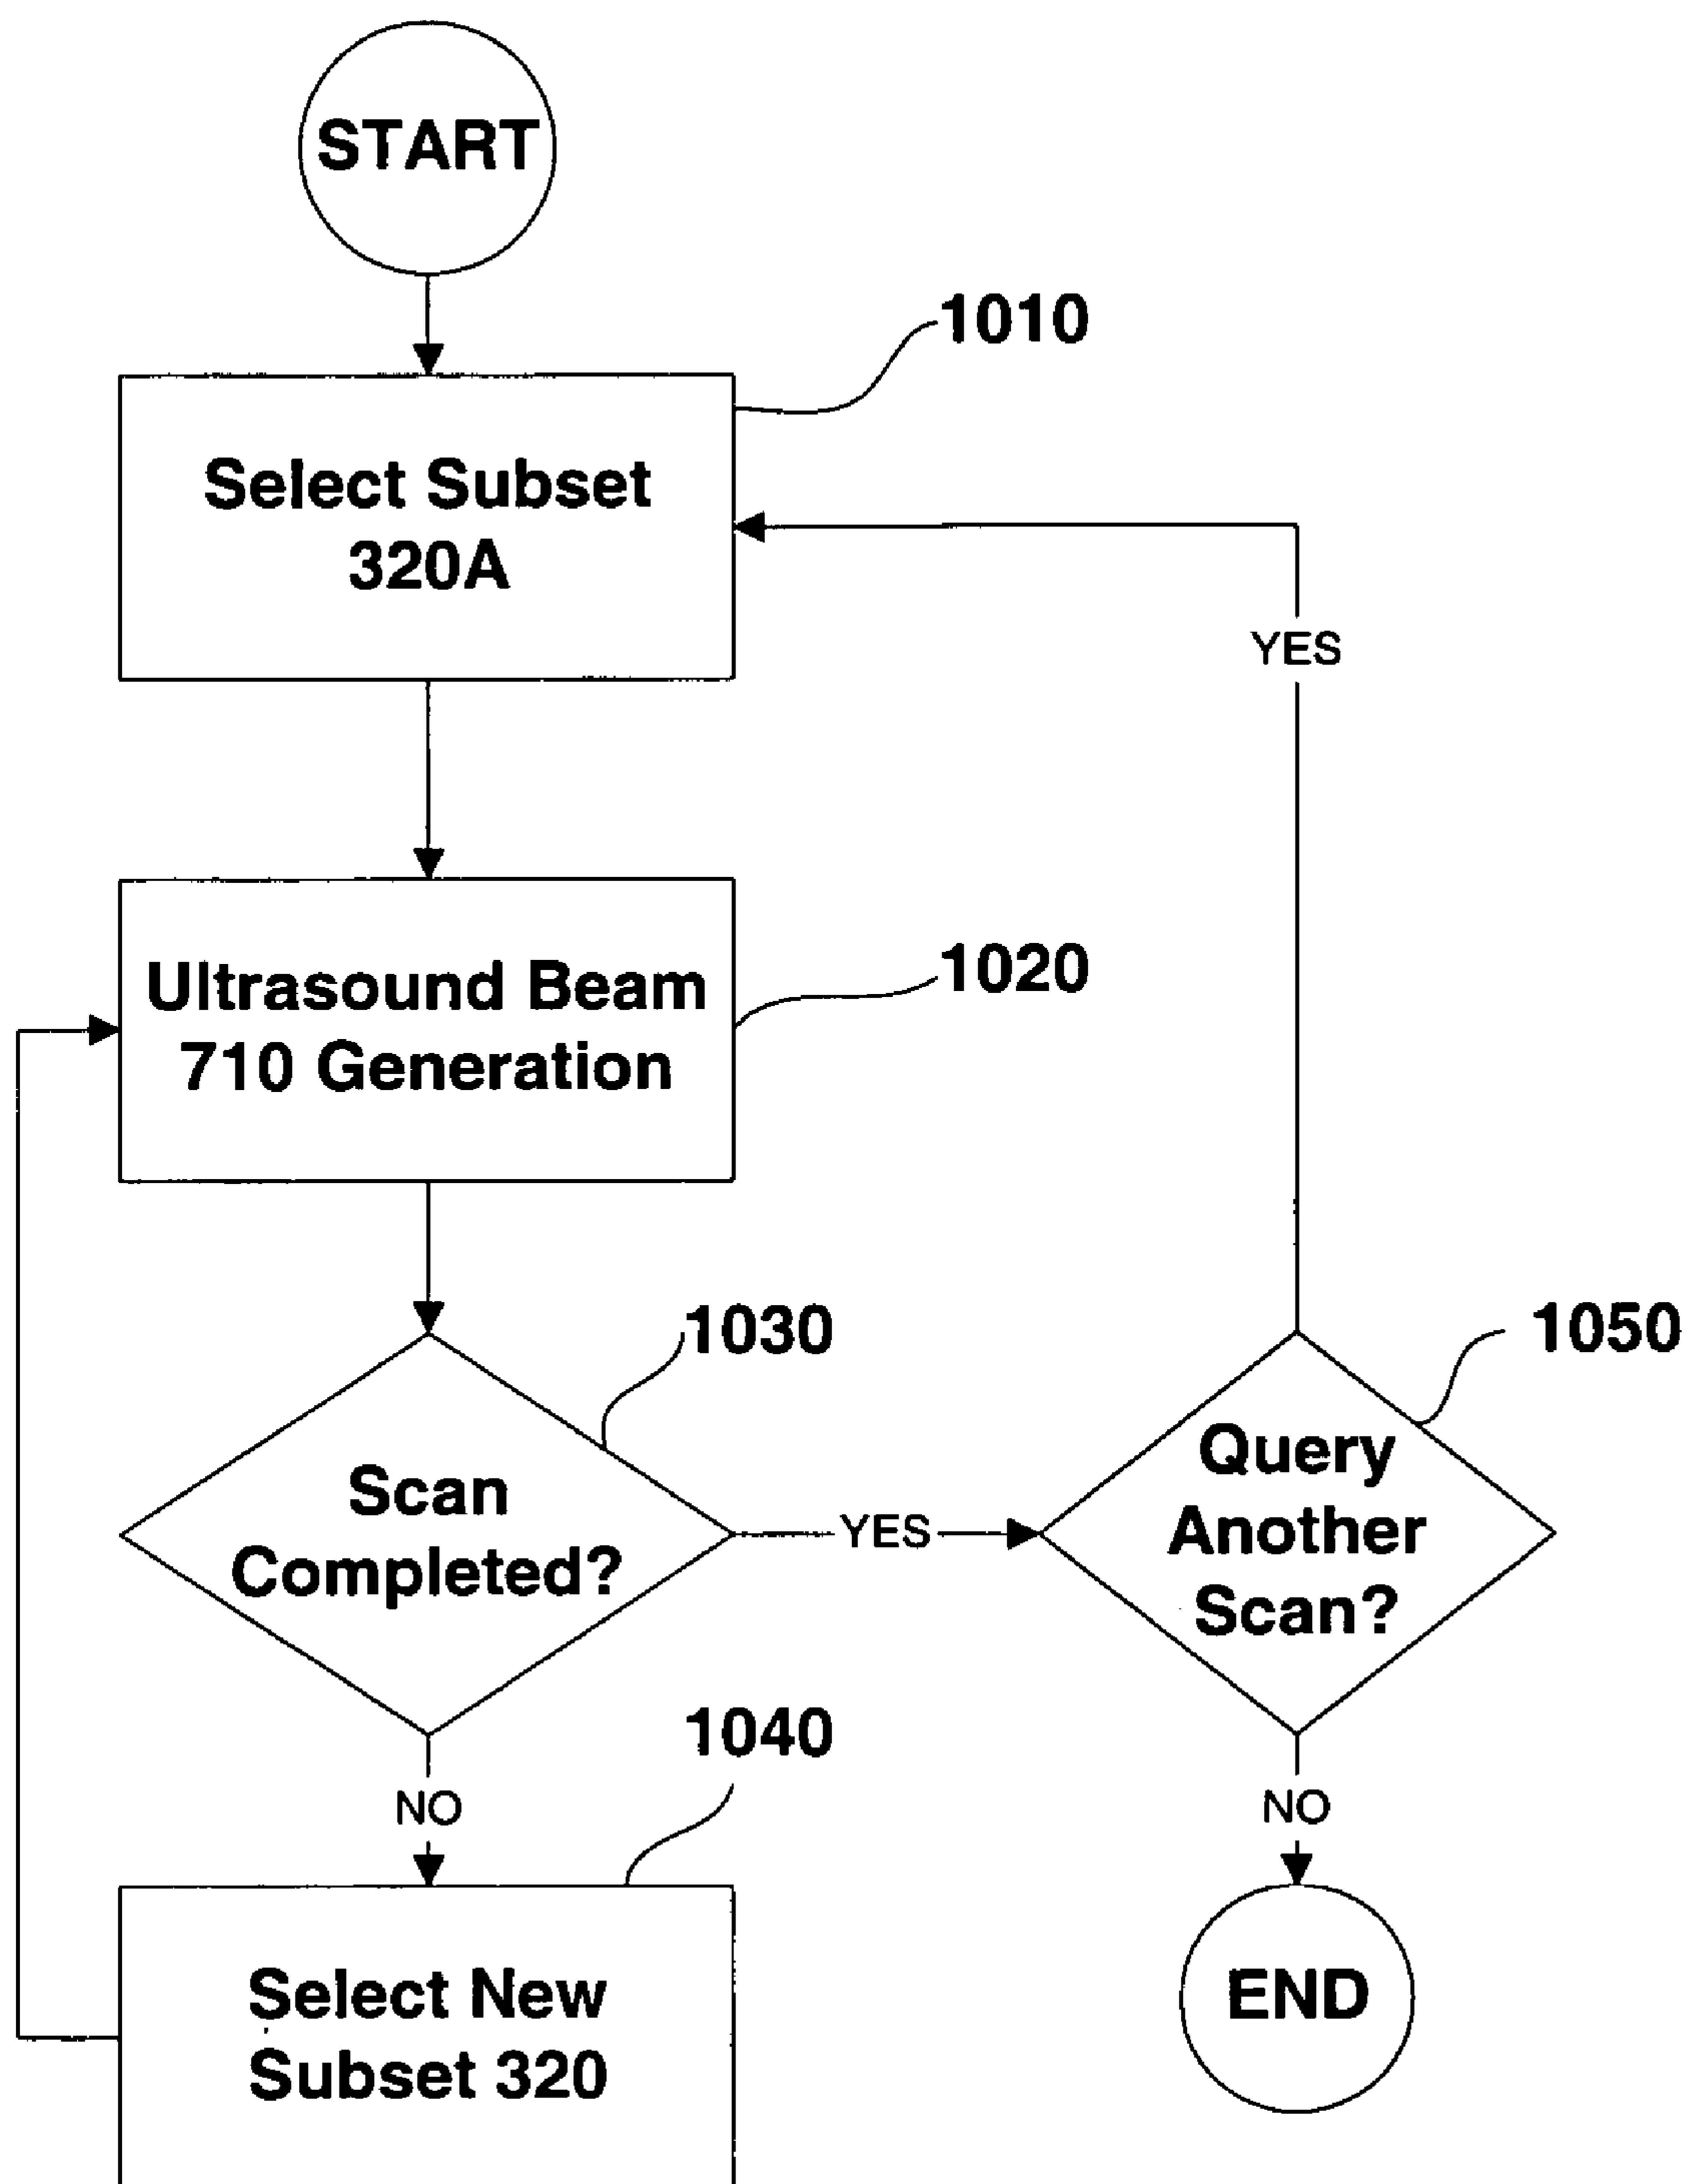 START
1010
Select Subset
320A
YES
1020
Ultrasound Beam
710 Generation
1030
1050
Scan
Completed?
YES
Query
Another
Scan?
1040
NO
NO
Select New
Subset 320
END